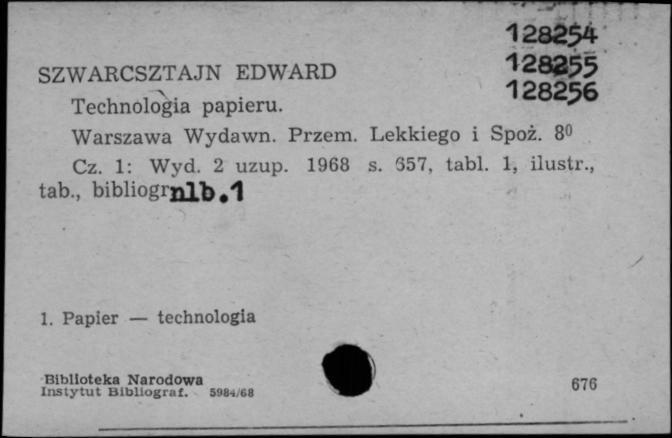 128254
128255
128256
SZWARCSZTAJN EDWARD
Technologia papieru.
Warszawa Wydawn. Przem. Lekkiego i Spoż. 8⁰
Cz. 1: Wyd. 2 uzup. 1968 s. 657, tabl. 1, ilustr.,
tab., bibliogr nlb.1
1. Papier — technologia
Biblioteka Narodowa
Instytut Bibliograf. 5984/68
676